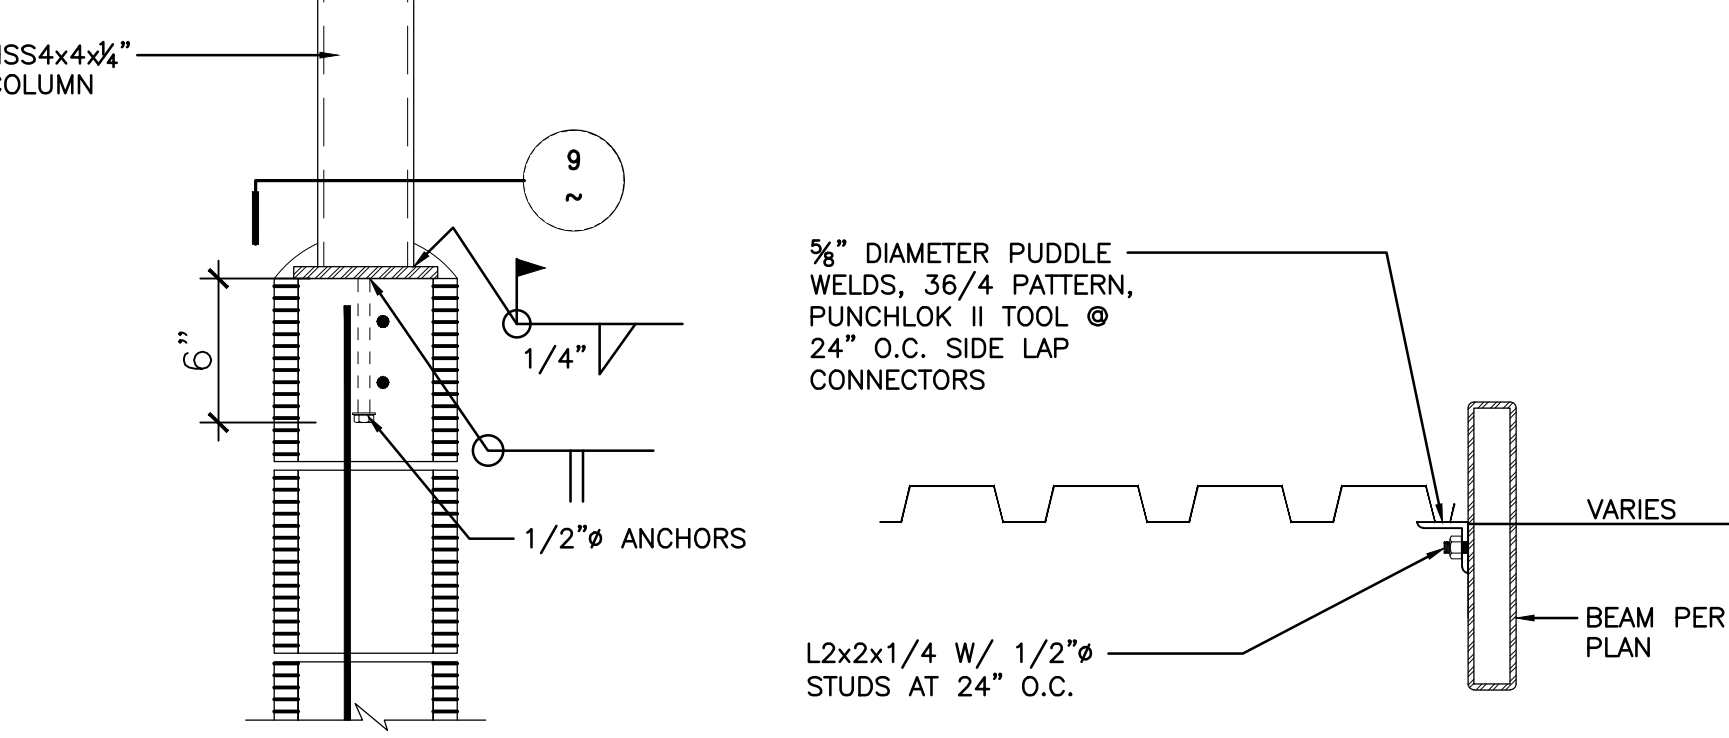 HSS4x4x¼"
COLUMN
9
~
6"
1/4"
1/2"ø ANCHORS
⅝" DIAMETER PUDDLE
WELDS, 36/4 PATTERN,
PUNCHLOK II TOOL @
24" O.C. SIDE LAP
CONNECTORS
VARIES
BEAM PER
PLAN
L2x2x1/4 W/ 1/2"ø
STUDS AT 24" O.C.